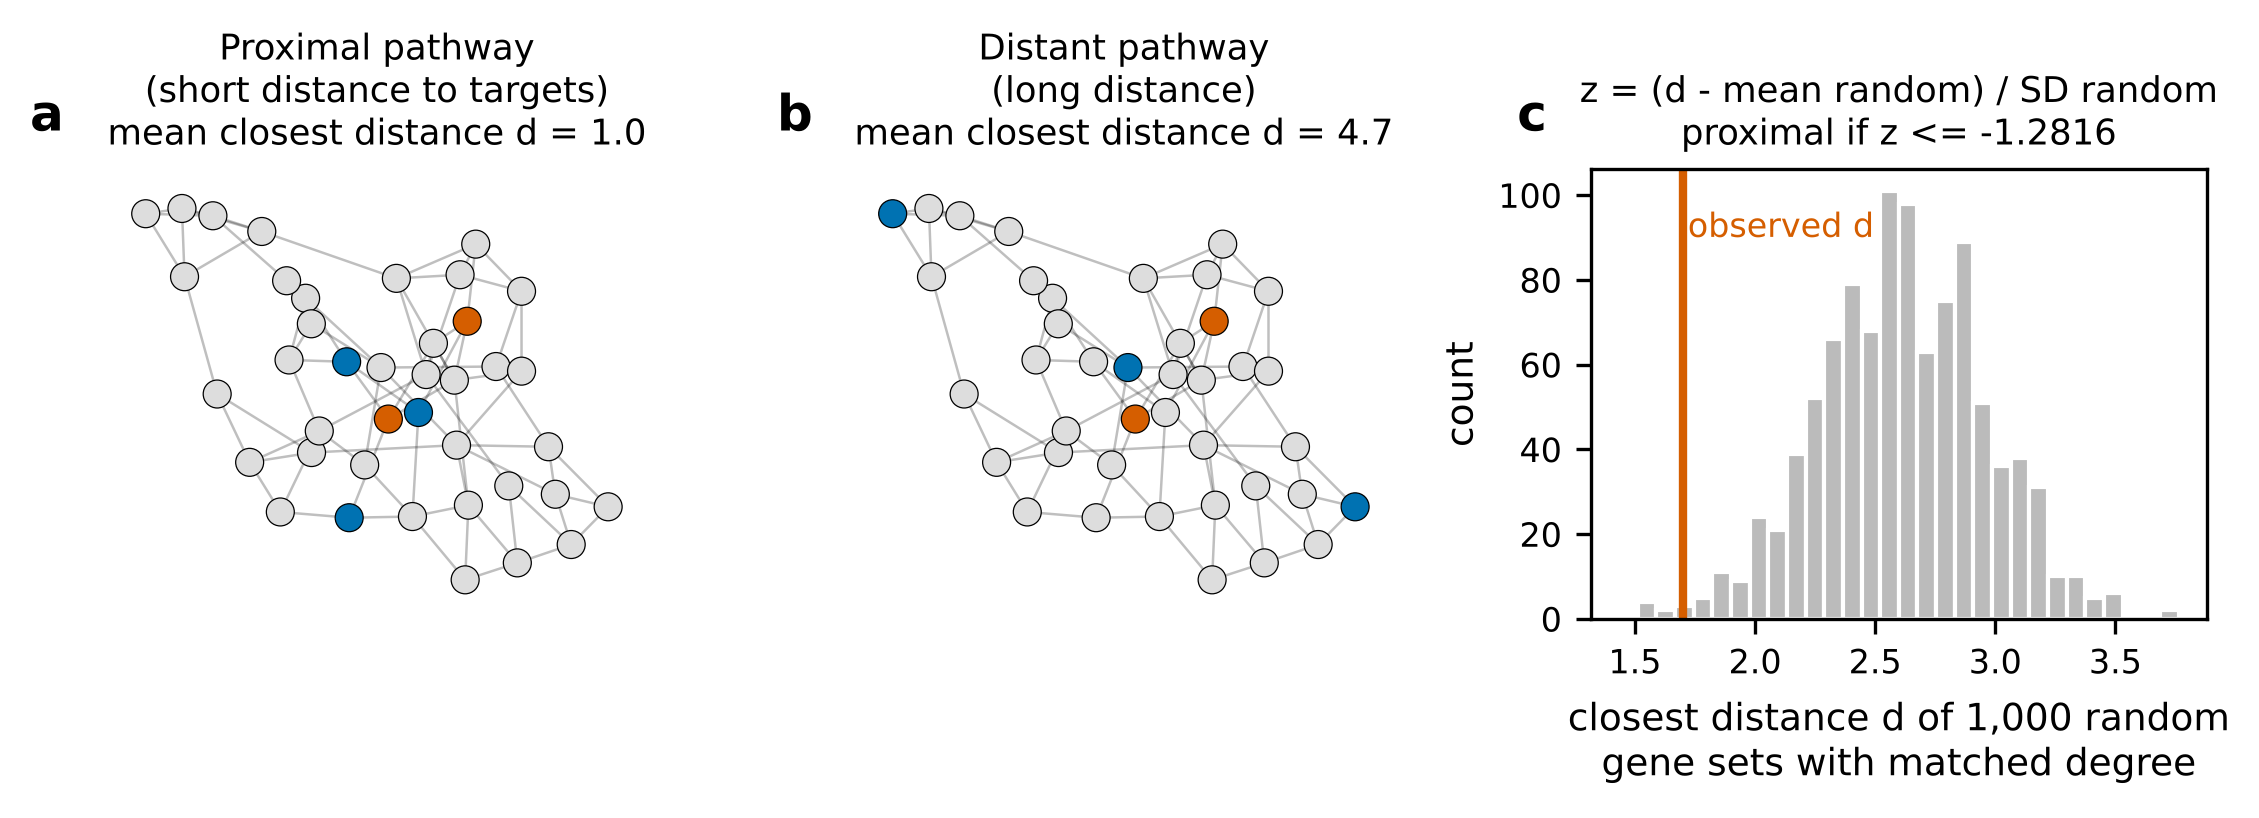 a
Proximal pathway
(short distance to targets)
mean closest distance d = 1.0
b
Distant pathway
(long distance)
mean closest distance d = 4.7
c
z = (d - mean random) / SD random
proximal if z <= -1.2816
observed d
count
100
80
60
40
20
0
1.5 2.0 2.5 3.0 3.5
closest distance d of 1,000 random
gene sets with matched degree